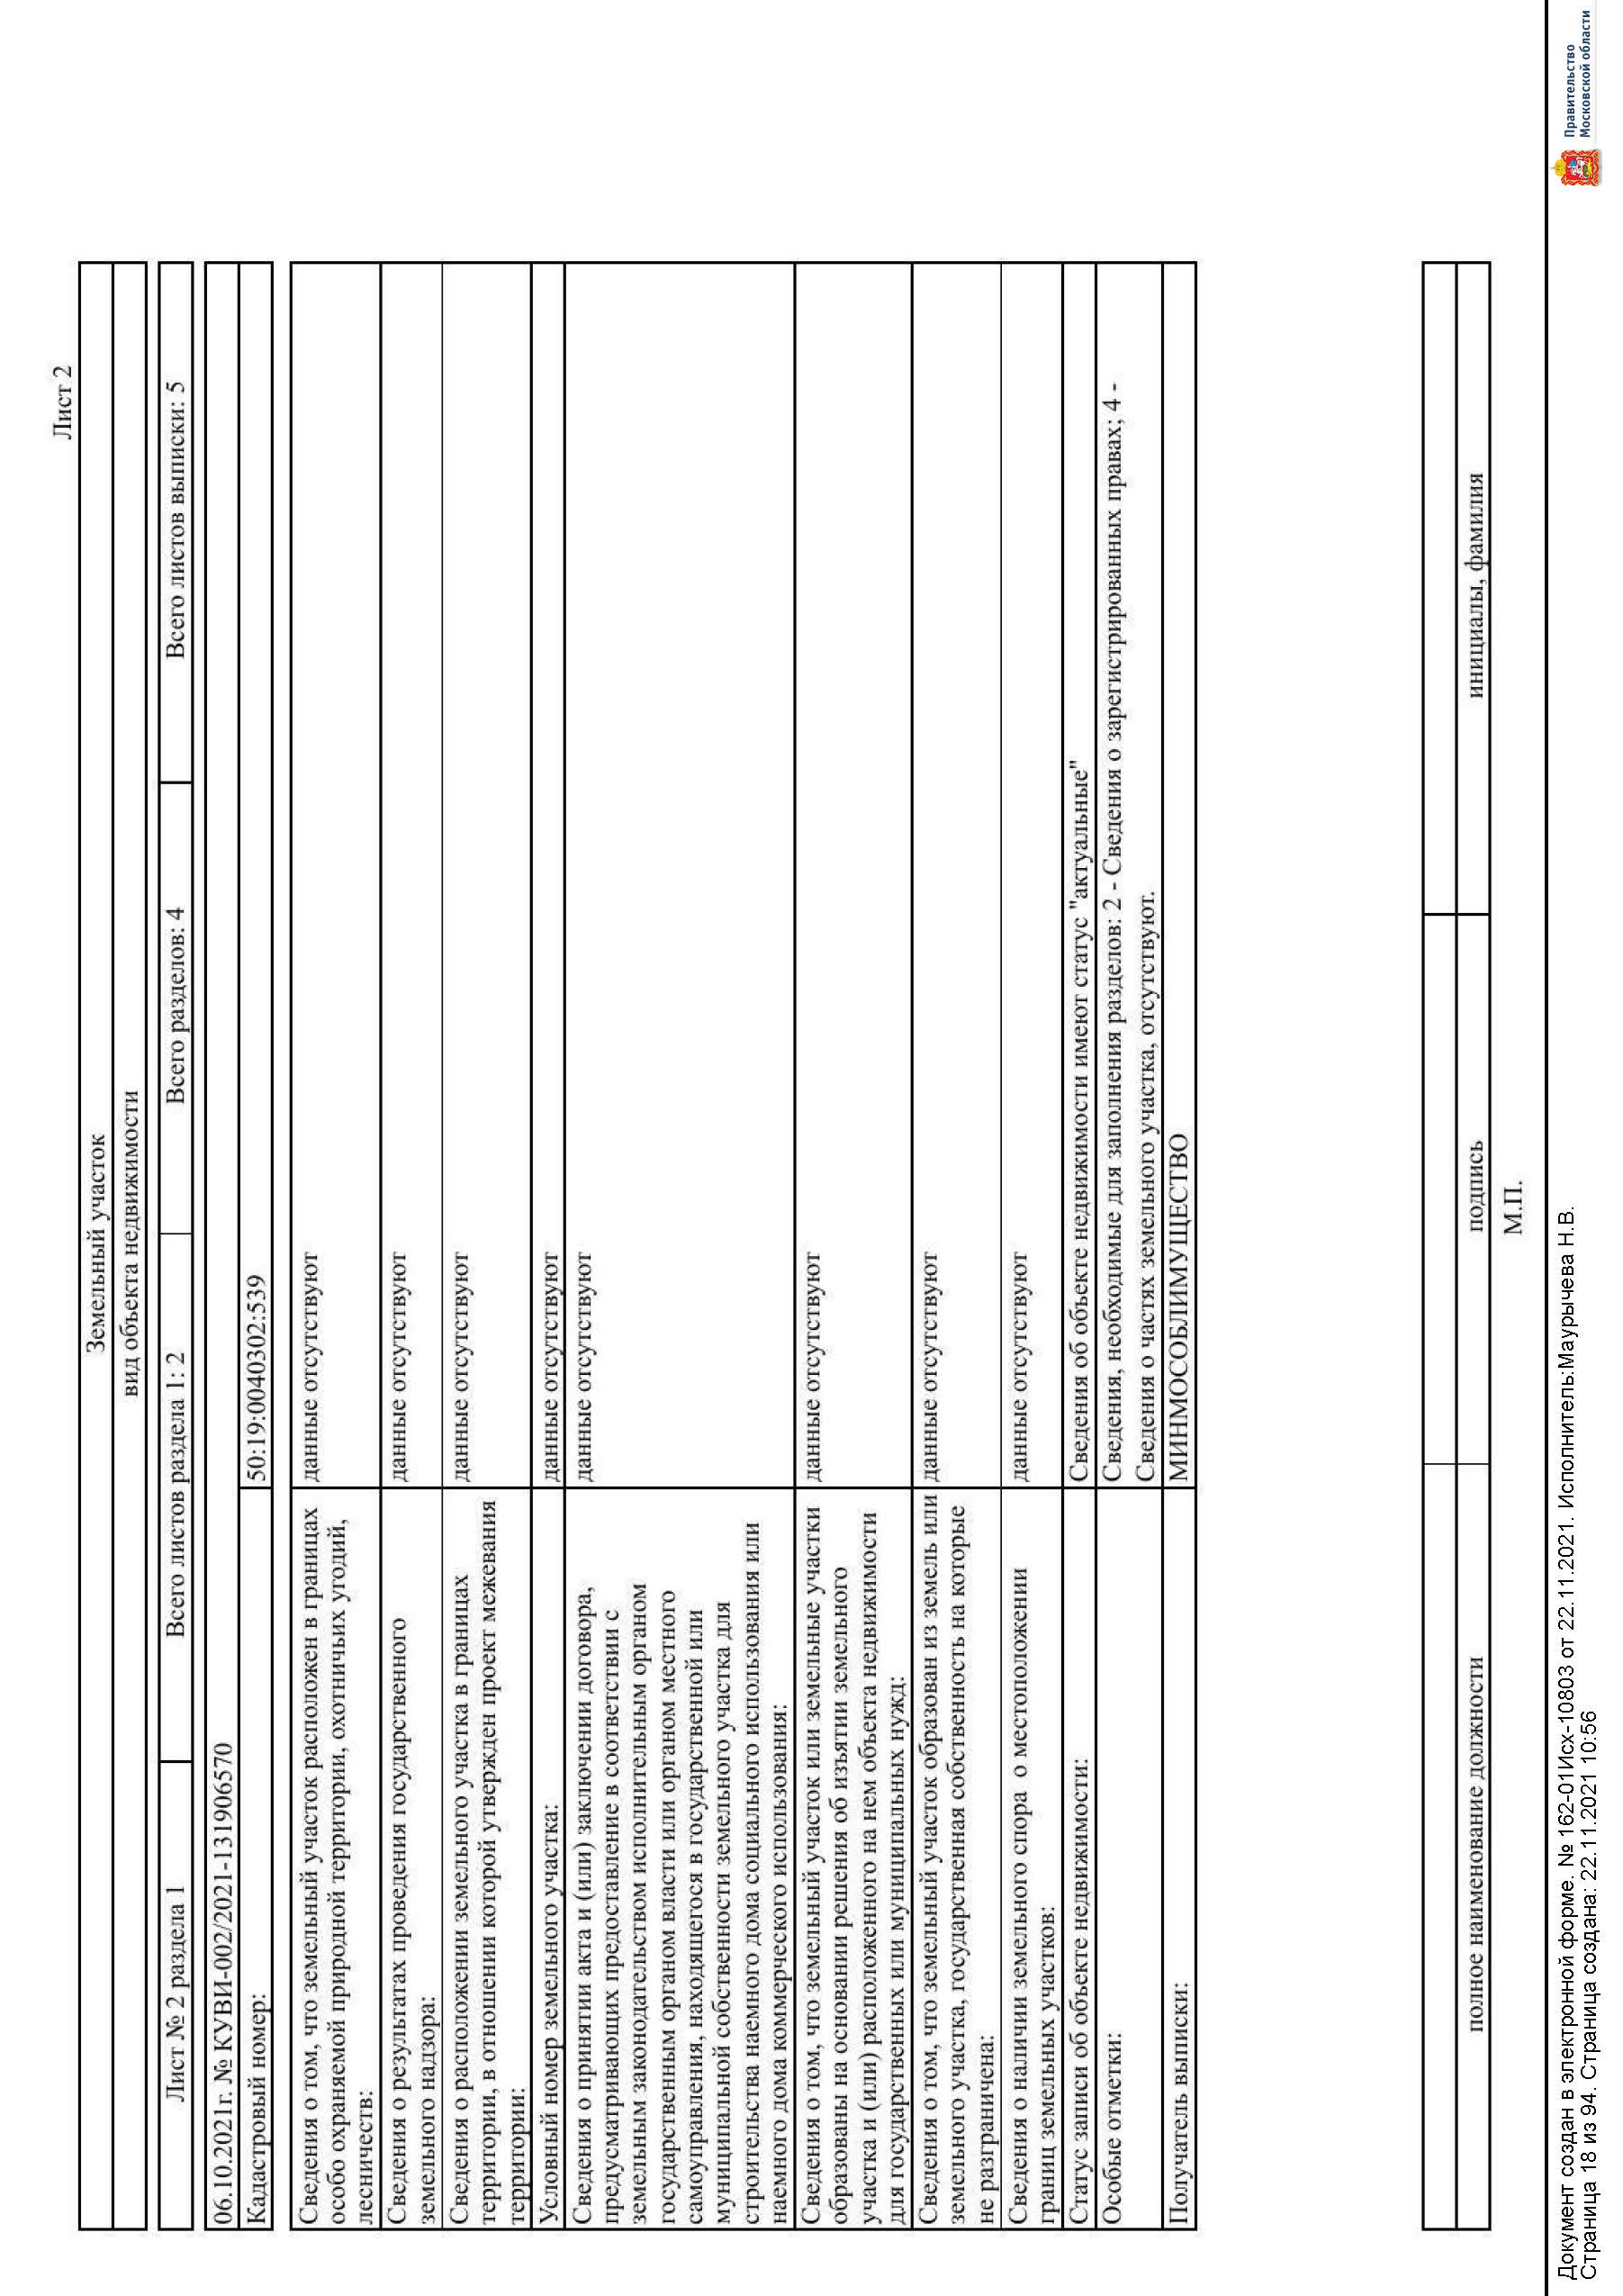 Лист 2
Земельный участок
вид объекта недвижимости
Лист № 2 раздела 1
Всего листов раздела 1: 2
Всего разделов: 4
Всего листов выписки: 5
06.10.2021г. № КУВИ-002/2021-131906570
Кадастровый номер:
50:19:0040302:539
Сведения о том, что земельный участок расположен в границах
особо охраняемой природной территории, охотничьих угодий,
лесничеств:
данные отсутствуют
Сведения о результатах проведения государственного
земельного надзора:
данные отсутствуют
Сведения о расположении земельного участка в границах
территории, в отношении которой утвержден проект межевания
территории:
данные отсутствуют
Условный номер земельного участка:
данные отсутствуют
Сведения о принятии акта и (или) заключении договора,
предусматривающих предоставление в соответствии с
земельным законодательством исполнительным органом
государственным органом власти или органом местного
самоуправления, находящегося в государственной или
муниципальной собственности земельного участка для
строительства наемного дома социального использования или
наемного дома коммерческого использования:
данные отсутствуют
Сведения о том, что земельный участок или земельные участки
образованы на основании решения об изъятии земельного
участка и (или) расположенного на нем объекта недвижимости
для государственных или муниципальных нужд:
данные отсутствуют
Сведения о том, что земельный участок образован из земель или
земельного участка, государственная собственность на которые
не разграничена:
данные отсутствуют
Сведения о наличии земельного спора о местоположении
границ земельных участков:
данные отсутствуют
Статус записи об объекте недвижимости:
Сведения об объекте недвижимости имеют статус "актуальные"
Особые отметки:
Сведения, необходимые для заполнения разделов: 2 - Сведения о зарегистрированных правах; 4 -
Сведения о частях земельного участка, отсутствуют.
Получатель выписки:
МИНМОСОБЛИМУЩЕСТВО
полное наименование должности
подпись
инициалы, фамилия
М.П.
Документ создан в электронной форме. № 162-01Исх-10803 от 22.11.2021. Исполнитель:Маурычева Н.В.
Страница 18 из 94. Страница создана: 22.11.2021 10:56
Правительство
Московской области